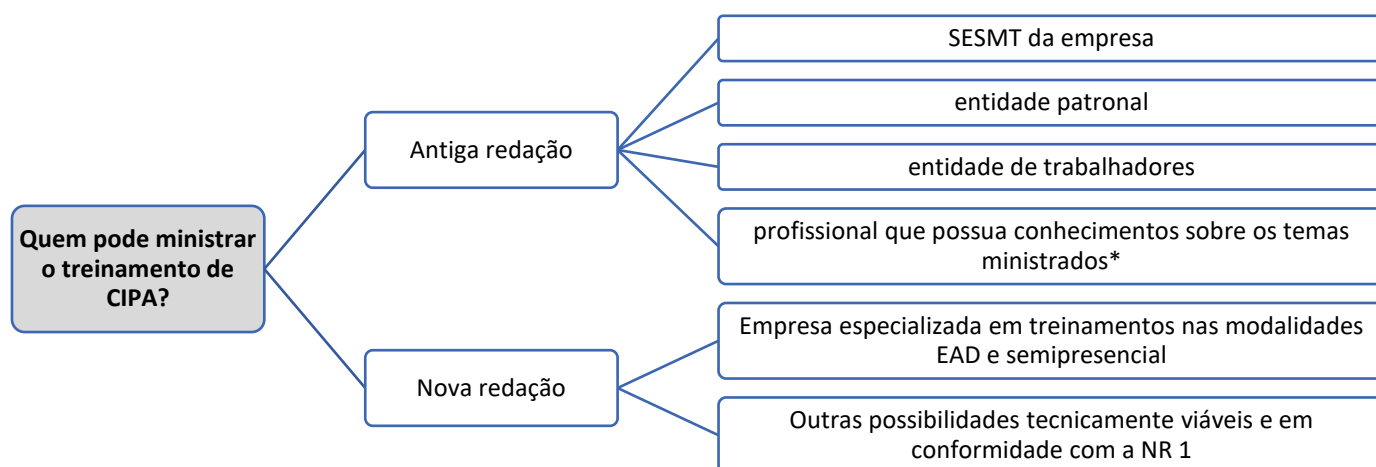 Quem pode ministrar
o treinamento de
CIPA?
Antiga redação
SESMT da empresa
entidade patronal
entidade de trabalhadores
profissional que possua conhecimentos sobre os temas
ministrados*
Nova redação
Empresa especializada em treinamentos nas modalidades
EAD e semipresencial
Outras possibilidades tecnicamente viáveis e em
conformidade com a NR 1